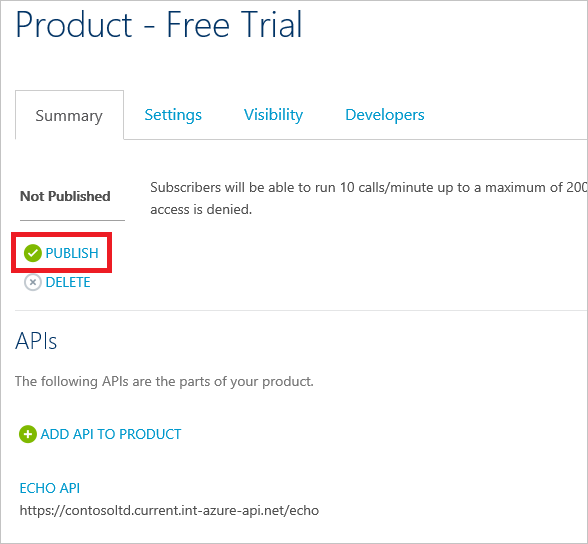 Product - Free Trial
Summary
Settings
Visibility
Developers
Not Published
Subscribers will be able to run 10 calls/minute up to a maximum of 200
access is denied.
PUBLISH
DELETE
APIs
The following APIs are the parts of your product.
ADD API TO PRODUCT
ECHO API
https://contosoltd.current.int-azure-api.net/echo